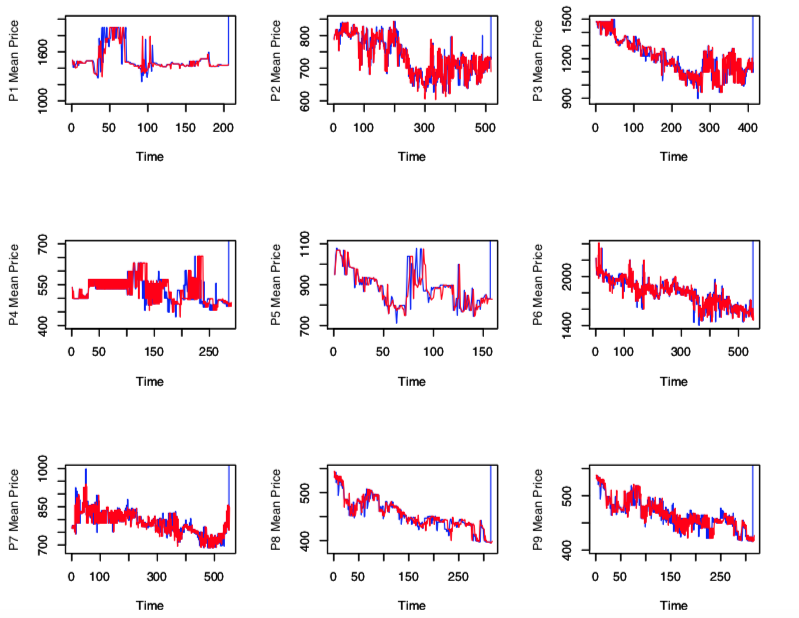 P1 Mean Price
1000 1600
0 50 100 150 200
Time
P2 Mean Price
600 700 800
0 100 300 500
Time
P3 Mean Price
900 1200 1500
0 100 200 300 400
Time
P4 Mean Price
400 550 700
0 50 150 250
Time
P5 Mean Price
700 900 1100
0 50 100 150
Time
P6 Mean Price
1400 2000
0 100 300 500
Time
P7 Mean Price
700 850 1000
0 100 300 500
Time
P8 Mean Price
400 500
0 50 150 250
Time
P9 Mean Price
400 500
0 50 150 250
Time